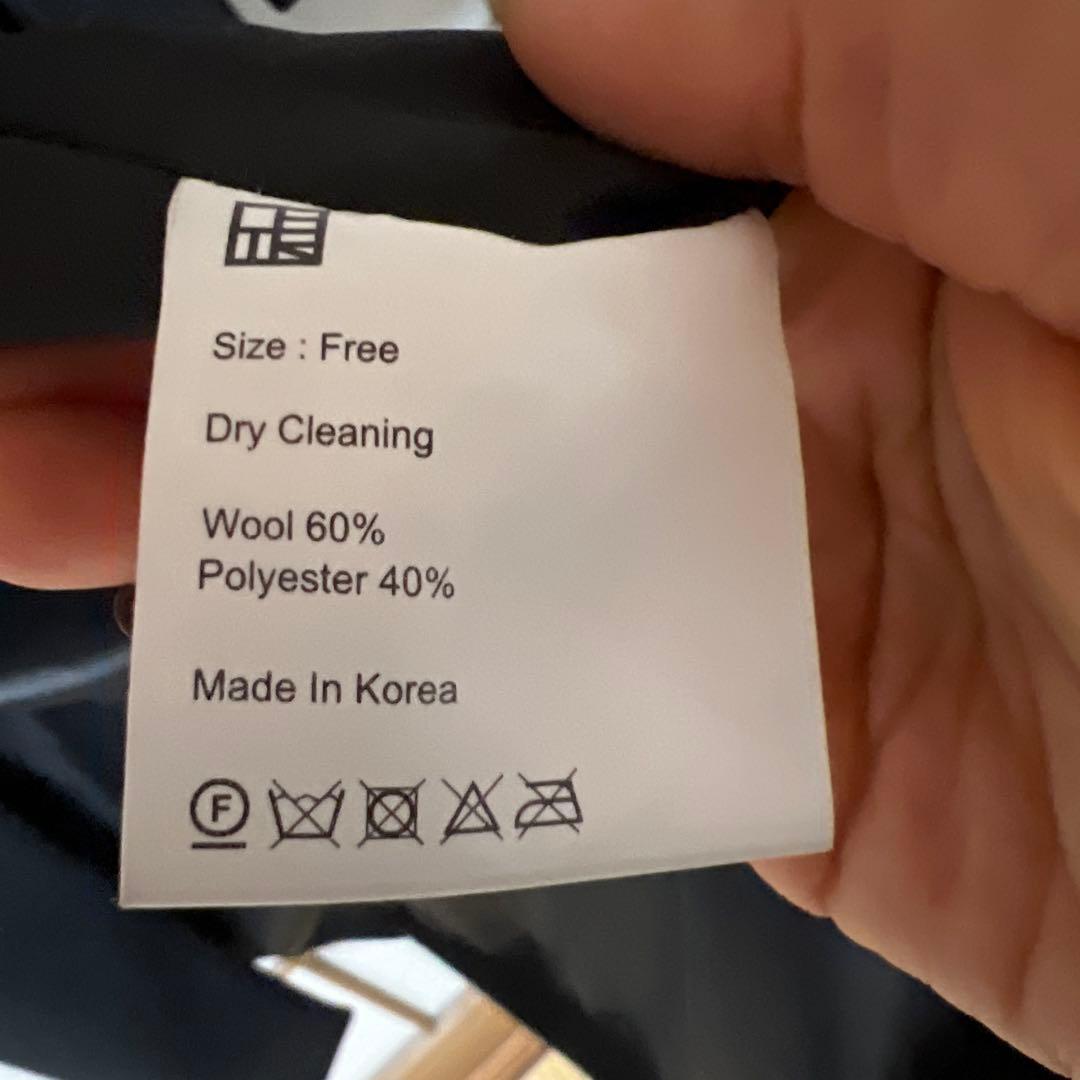 Size : Free
Dry Cleaning
Wool 60%
Polyester 40%
Made In Korea
F